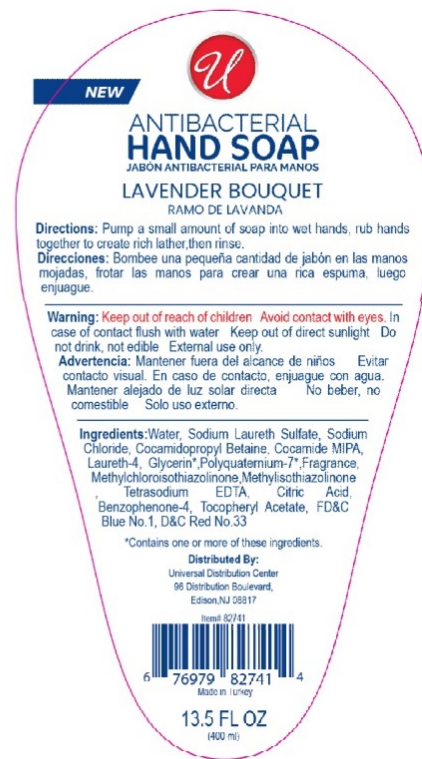 U
NEW
ANTIBACTERIAL
HAND SOAP
JABÓN ANTIBACTERIAL PARA MANOS
LAVENDER BOUQUET
RAMO DE LAVANDA
Directions: Pump a small amount of soap into wet hands, rub hands
together to create rich lather,then rinse.
Direcciones: Bombee una pequeña cantidad de jabón en las manos
mojadas, frotar las manos para crear una rica espuma, luego
enjuague.
Warning: Keep out of reach of children Avoid contact with eyes. In
case of contact flush with water Keep out of direct sunlight Do
not drink, not edible External use only.
Advertencia: Mantener fuera del alcance de niños Evitar
contacto visual. En caso de contacto, enjuague con agua.
Mantener alejado de luz solar directa No beber, no
comestible Solo uso externo.
Ingredients:Water, Sodium Laureth Sulfate, Sodium
Chloride, Cocamidopropyl Betaine, Cocamide MIPA,
Laureth-4, Glycerin*,Polyquaternium-7*,Fragrance,
Methylchloroisothiazolinone,Methylisothiazolinone
, Tetrasodium EDTA, Citric Acid,
Benzophenone-4, Tocopheryl Acetate, FD&C
Blue No.1, D&C Red No.33
*Contains one or more of these ingredients.
Distributed By:
Universal Distribution Center
96 Distribution Boulevard,
Edison,NJ 08817
Item# 82741
6 76979 82741 4
Made in Turkey
13.5 FL OZ
(400 ml)